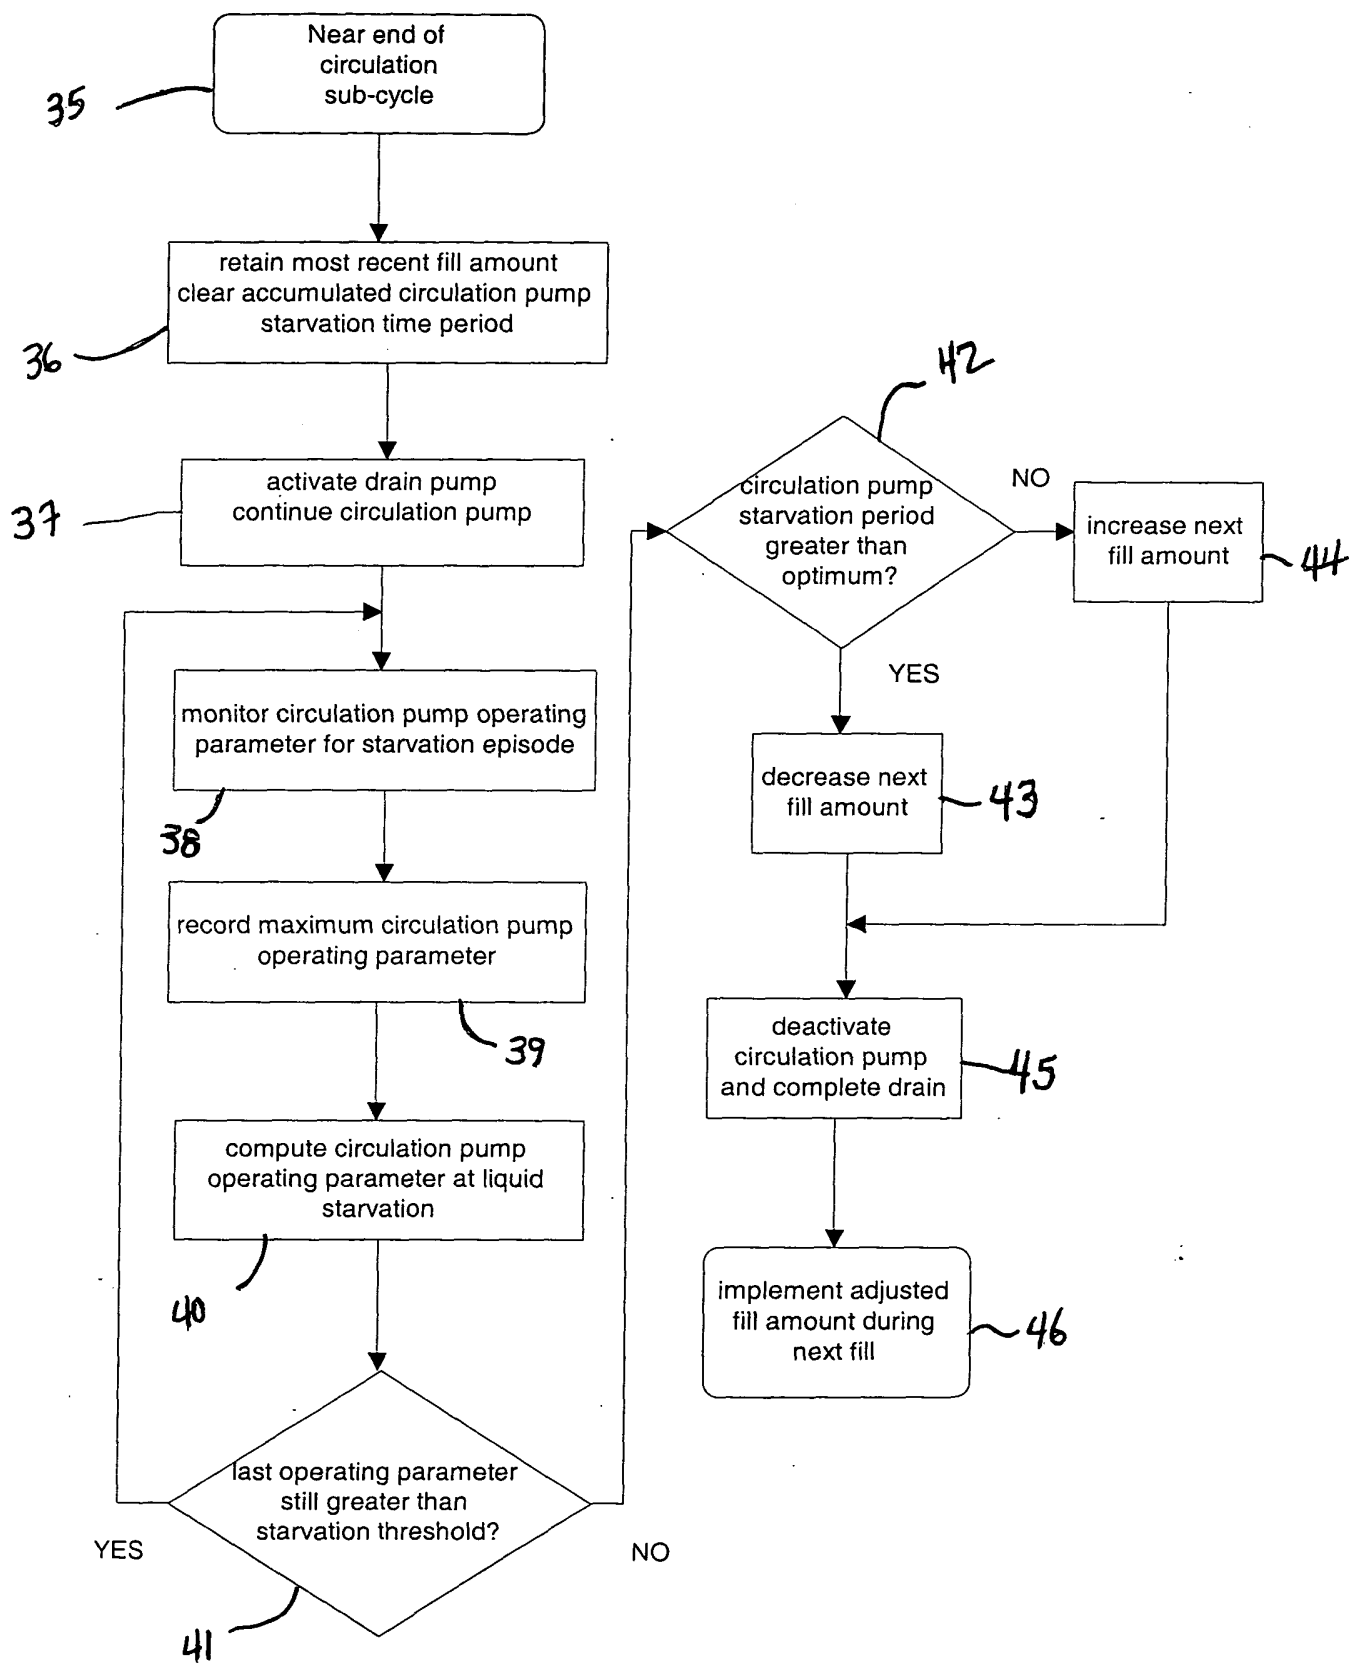 Near end of
circulation
sub-cycle
35
retain most recent fill amount
clear accumulated circulation pump
starvation time period
36
activate drain pump
continue circulation pump
37
monitor circulation pump operating
parameter for starvation episode
38
record maximum circulation pump
operating parameter
39
compute circulation pump
operating parameter at liquid
starvation
40
last operating parameter
still greater than
starvation threshold?
YES
NO
41
42
circulation pump
starvation period
greater than
optimum?
NO
YES
increase next
fill amount
44
decrease next
fill amount
43
deactivate
circulation pump
and complete drain
45
implement adjusted
fill amount during
next fill
46